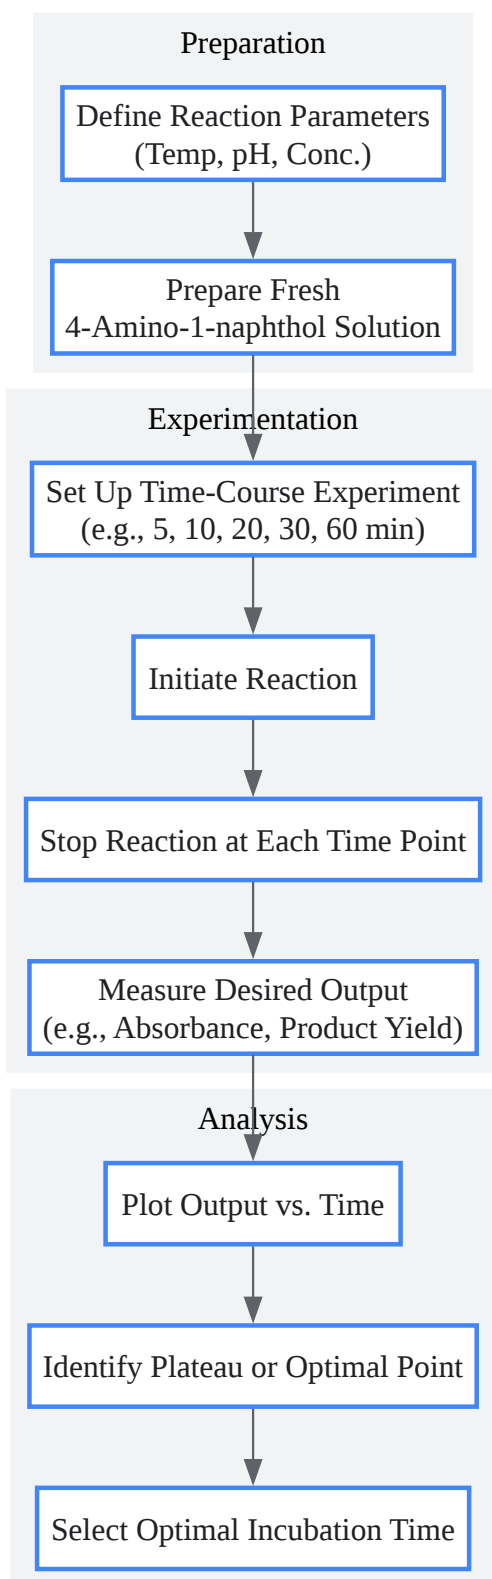 Preparation
Define Reaction Parameters
(Temp, pH, Conc.)
Prepare Fresh
4-Amino-1-naphthol Solution
Experimentation
Set Up Time-Course Experiment
(e.g., 5, 10, 20, 30, 60 min)
Initiate Reaction
Stop Reaction at Each Time Point
Measure Desired Output
(e.g., Absorbance, Product Yield)
Analysis
Plot Output vs. Time
Identify Plateau or Optimal Point
Select Optimal Incubation Time